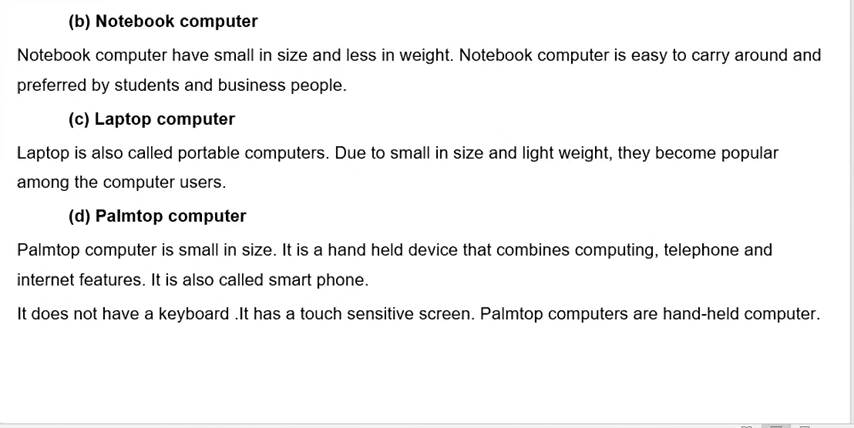 (b) Notebook computer
Notebook computer have small in size and less in weight. Notebook computer is easy to carry around and
preferred by students and business people.
(c) Laptop computer
Laptop is also called portable computers. Due to small in size and light weight, they become popular
among the computer users.
(d) Palmtop computer
Palmtop computer is small in size. It is a hand held device that combines computing, telephone and
internet features. It is also called smart phone.
It does not have a keyboard .It has a touch sensitive screen. Palmtop computers are hand-held computer.